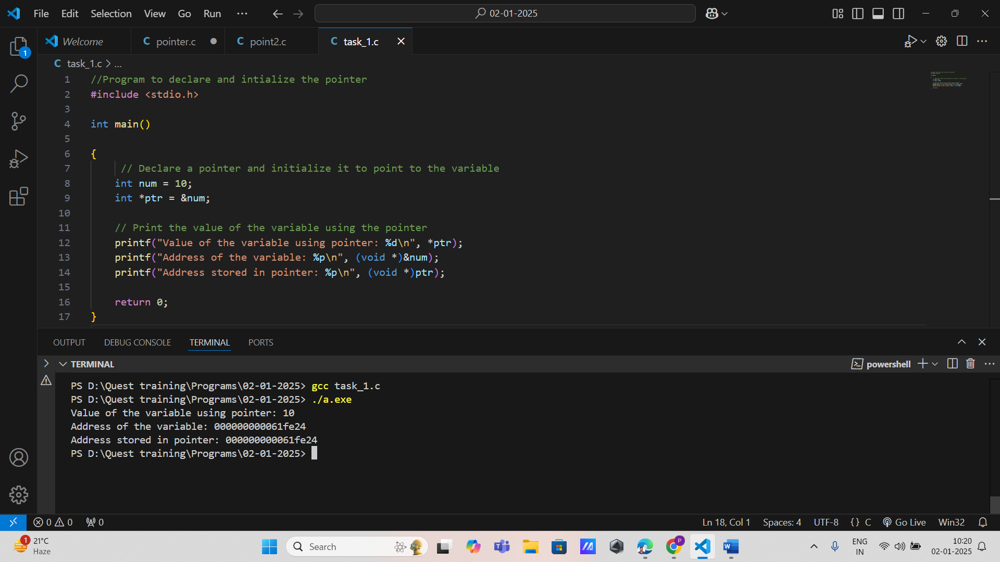 File Edit Selection View Go Run ··· 02-01-2025
1
Welcome pointer.c point2.c task_1.c
C task_1.c > ...
1 //Program to declare and intialize the pointer
2 #include <stdio.h>
3
4 int main()
5
6 {
7 // Declare a pointer and initialize it to point to the variable
8 int num = 10;
9 int *ptr = &num;
10
11 // Print the value of the variable using the pointer
12 printf("Value of the variable using pointer: %d\n", *ptr);
13 printf("Address of the variable: %p\n", (void *)&num);
14 printf("Address stored in pointer: %p\n", (void *)ptr);
15
16 return 0;
17 }
OUTPUT DEBUG CONSOLE TERMINAL PORTS
TERMINAL powershell
PS D:\Quest training\Programs\02-01-2025> gcc task_1.c
PS D:\Quest training\Programs\02-01-2025> ./a.exe
Value of the variable using pointer: 10
Address of the variable: 000000000061fe24
Address stored in pointer: 000000000061fe24
PS D:\Quest training\Programs\02-01-2025>
0 0 0 Ln 18, Col 1 Spaces: 4 UTF-8 {} C Go Live Win32
1 21°C
Haze
Search
P
ENG
IN
10:20
02-01-2025